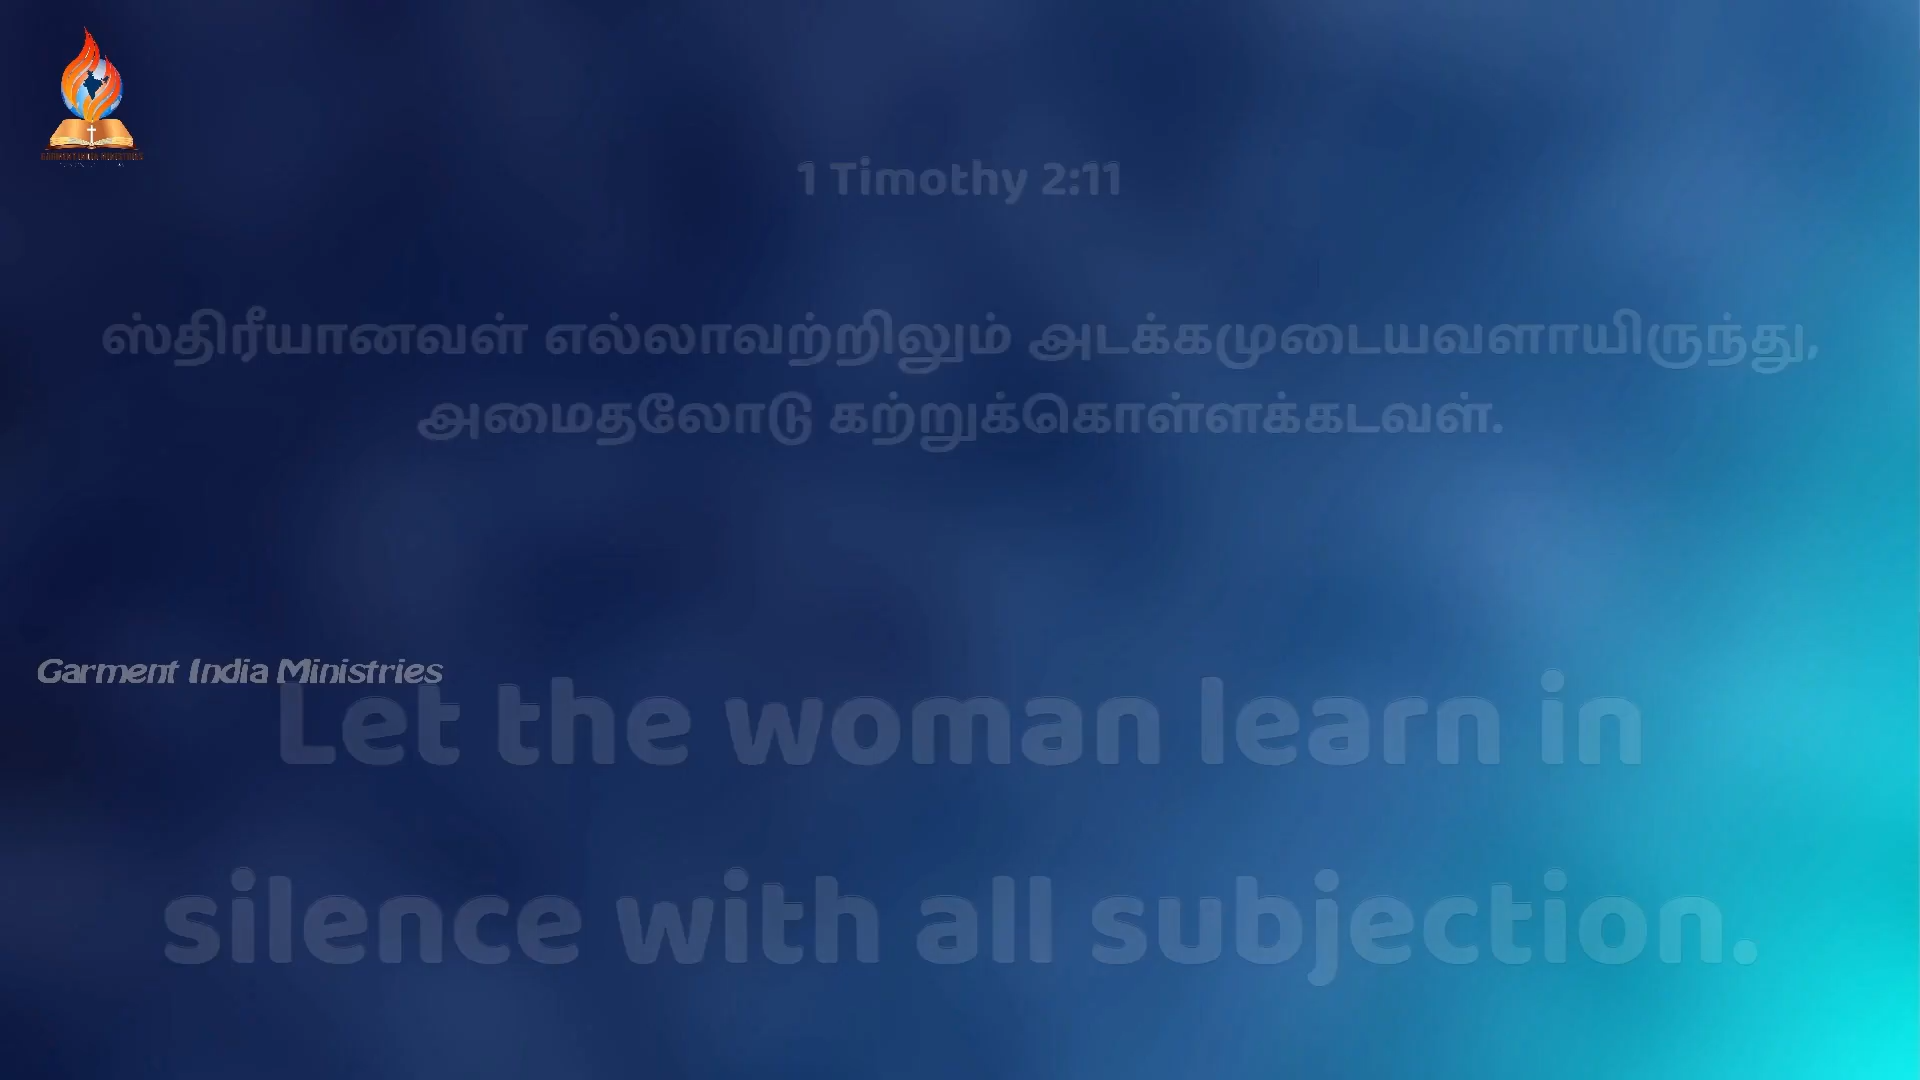 1 Timothy 2:11
ஸ்திரீயானவள் எல்லாவற்றிலும் அடக்கமுடையவளாயிருந்து,
அமைதலோடு கற்றுக்கொள்ளக்கடவள்.
Garment India Ministries
Let the woman learn in
silence with all subjection.